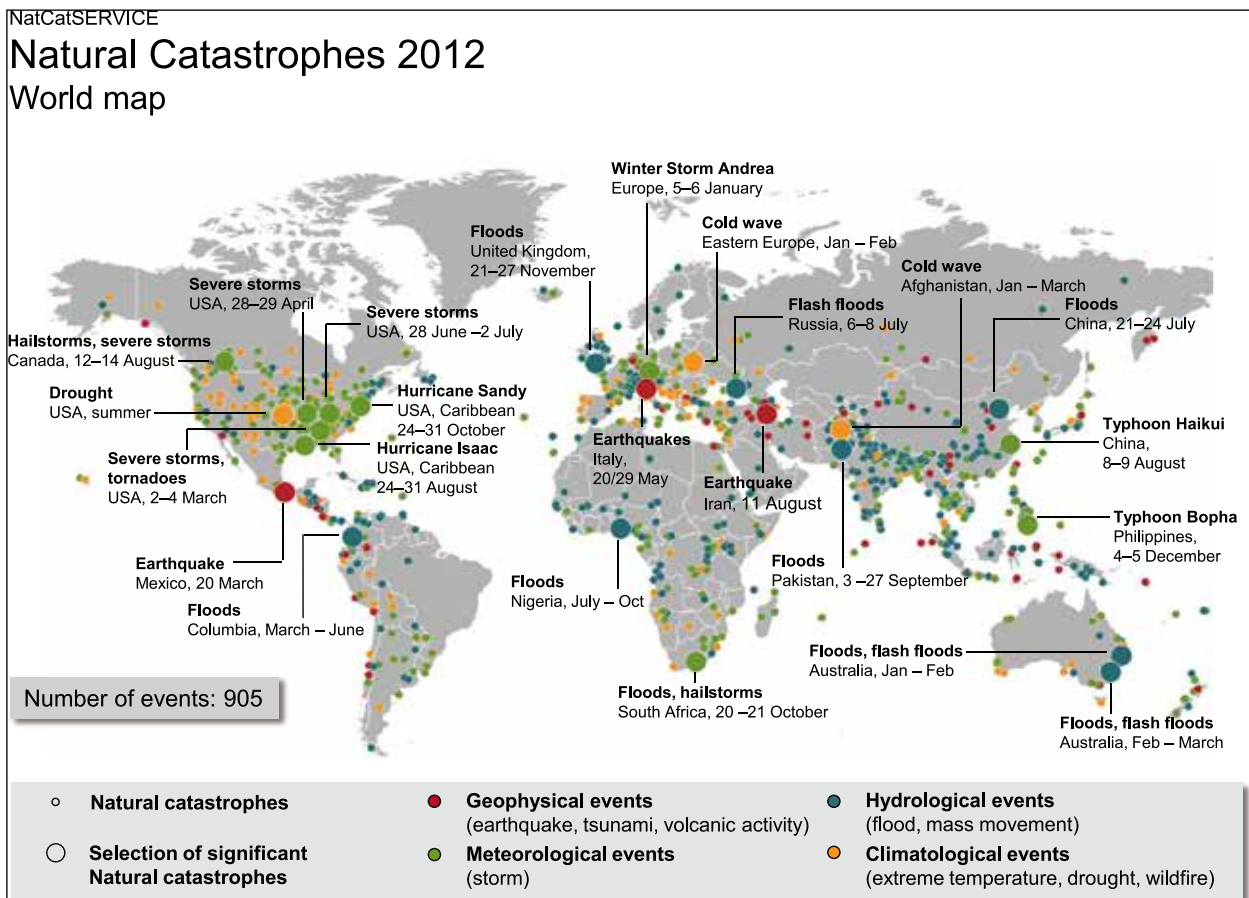 NatCatSERVICE
Natural Catastrophes 2012
World map
Winter Storm Andrea
Europe, 5–6 January
Cold wave
Eastern Europe, Jan – Feb
Floods
United Kingdom,
21–27 November
Cold wave
Afghanistan, Jan – March
Severe storms
USA, 28–29 April
Severe storms
USA, 28 June –2 July
Flash floods
Russia, 6–8 July
Floods
China, 21–24 July
Hailstorms, severe storms
Canada, 12–14 August
Drought
USA, summer
Hurricane Sandy
USA, Caribbean
24–31 October
Hurricane Isaac
USA, Caribbean
24–31 August
Severe storms,
tornadoes
USA, 2–4 March
Earthquakes
Italy,
20/29 May
Earthquake
Iran, 11 August
Typhoon Haikui
China,
8–9 August
Typhoon Bopha
Philippines,
4–5 December
Earthquake
Mexico, 20 March
Floods
Columbia, March – June
Floods
Nigeria, July – Oct
Floods
Pakistan, 3 –27 September
Floods, flash floods
Australia, Jan – Feb
Floods, hailstorms
South Africa, 20 –21 October
Floods, flash floods
Australia, Feb – March
Number of events: 905
Natural catastrophes
Selection of significant
Natural catastrophes
Geophysical events
(earthquake, tsunami, volcanic activity)
Meteorological events
(storm)
Hydrological events
(flood, mass movement)
Climatological events
(extreme temperature, drought, wildfire)